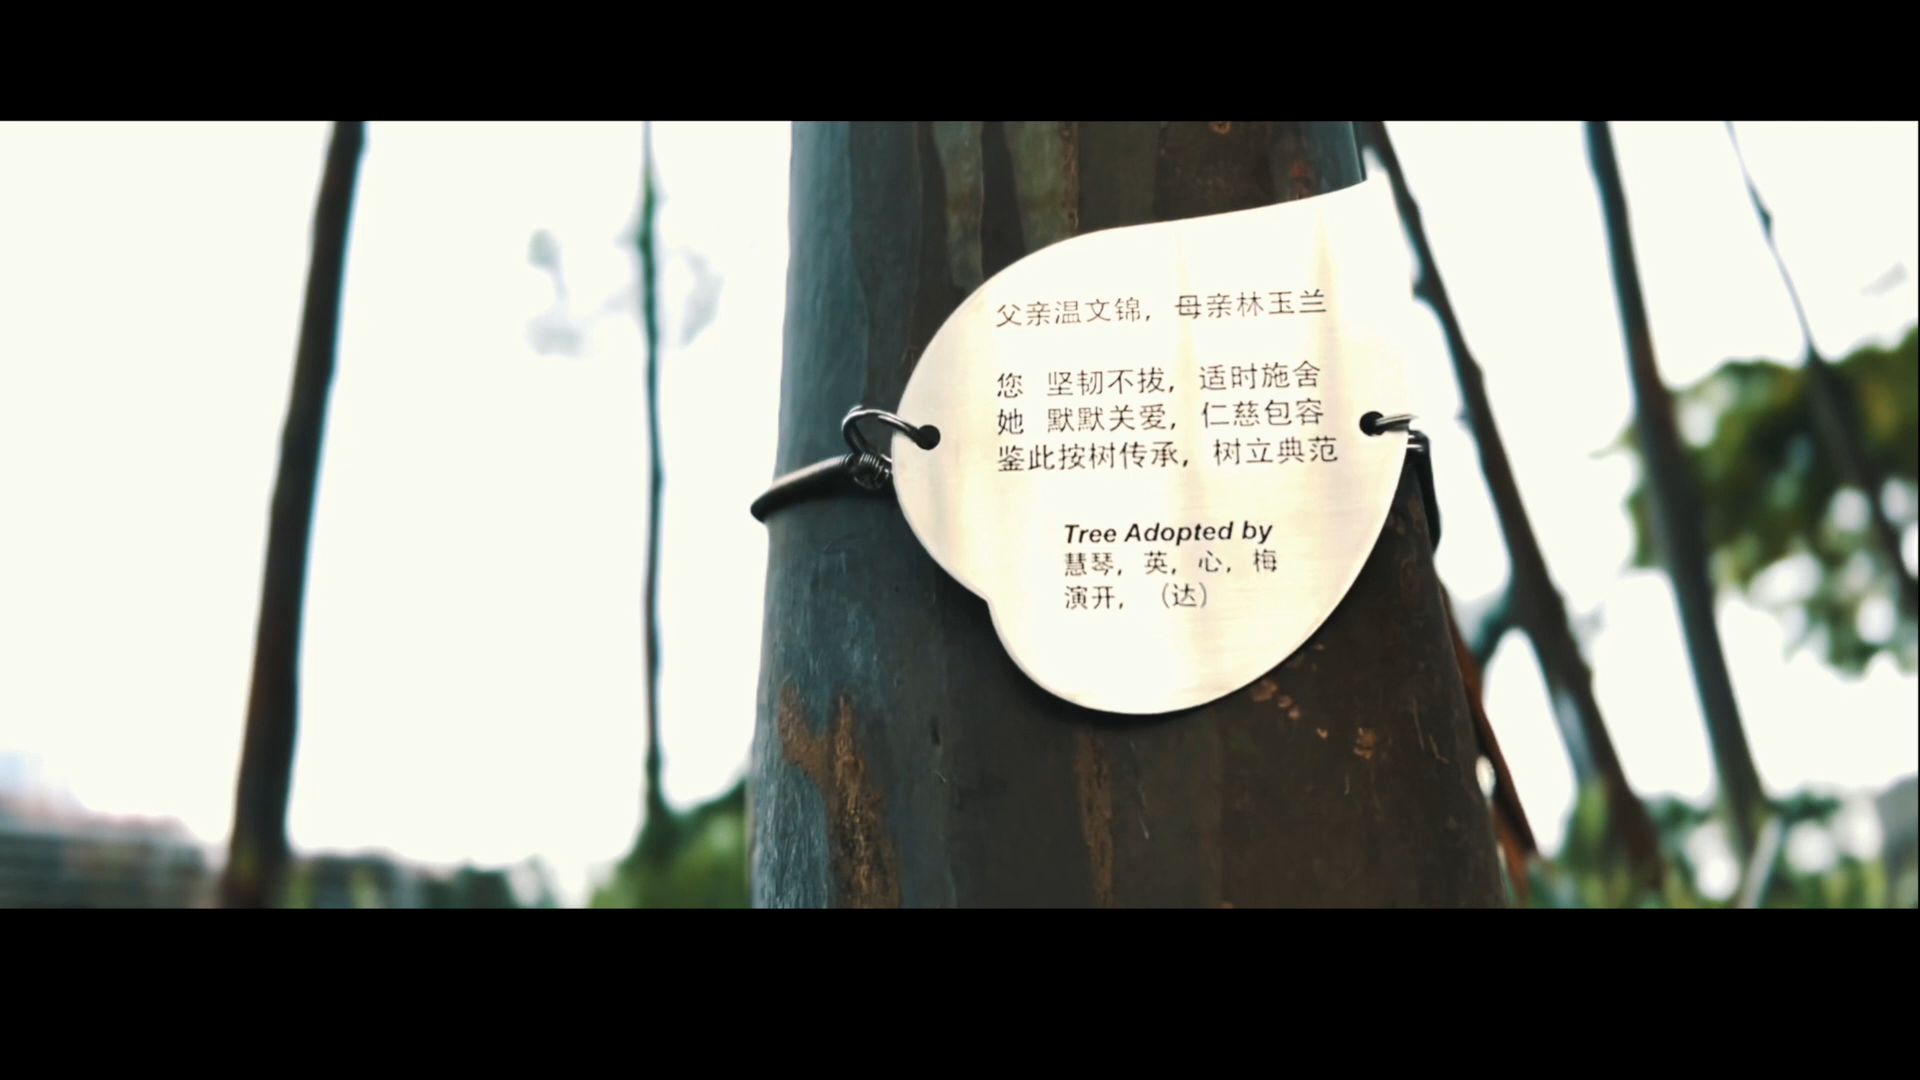 父亲温文锦，母亲林玉兰
您 坚韧不拔，适时施舍
她 默默关爱，仁慈包容
鉴此按树传承，树立典范
Tree Adopted by
慧琴，英，心，梅
演开，（达）